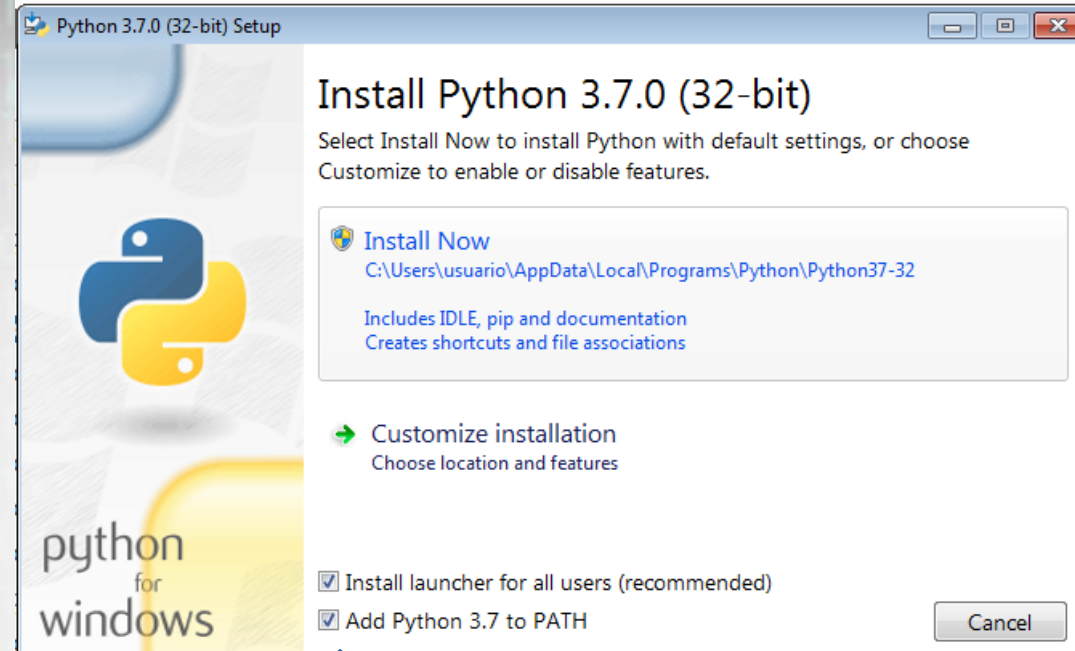 Python 3.7.0 (32-bit) Setup
Install Python 3.7.0 (32-bit)
Select Install Now to install Python with default settings, or choose
Customize to enable or disable features.
Install Now
C:\Users\usuario\AppData\Local\Programs\Python\Python37-32
Includes IDLE, pip and documentation
Creates shortcuts and file associations
Customize installation
Choose location and features
python
for
windows
Install launcher for all users (recommended)
Add Python 3.7 to PATH
Cancel